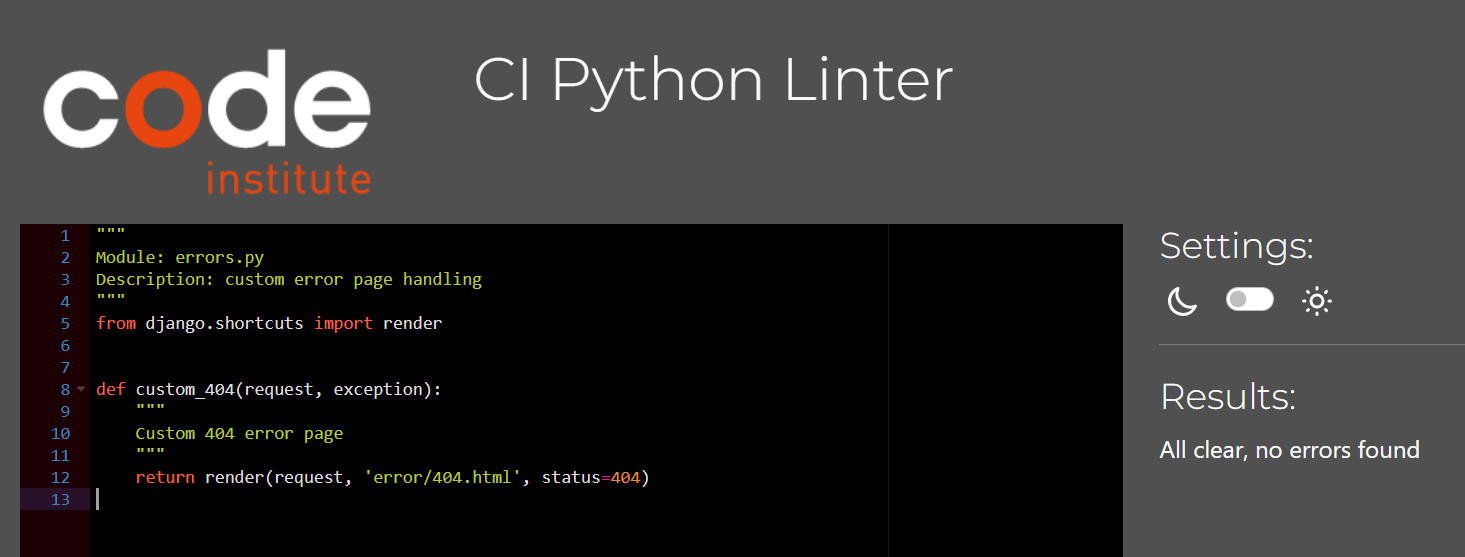 code
institute
CI Python Linter
1 """
2 Module: errors.py
3 Description: custom error page handling
4 """
5 from django.shortcuts import render
6
7
8 def custom_404(request, exception):
9     """
10     Custom 404 error page
11     """
12     return render(request, 'error/404.html', status=404)
13
Settings:
Results:
All clear, no errors found